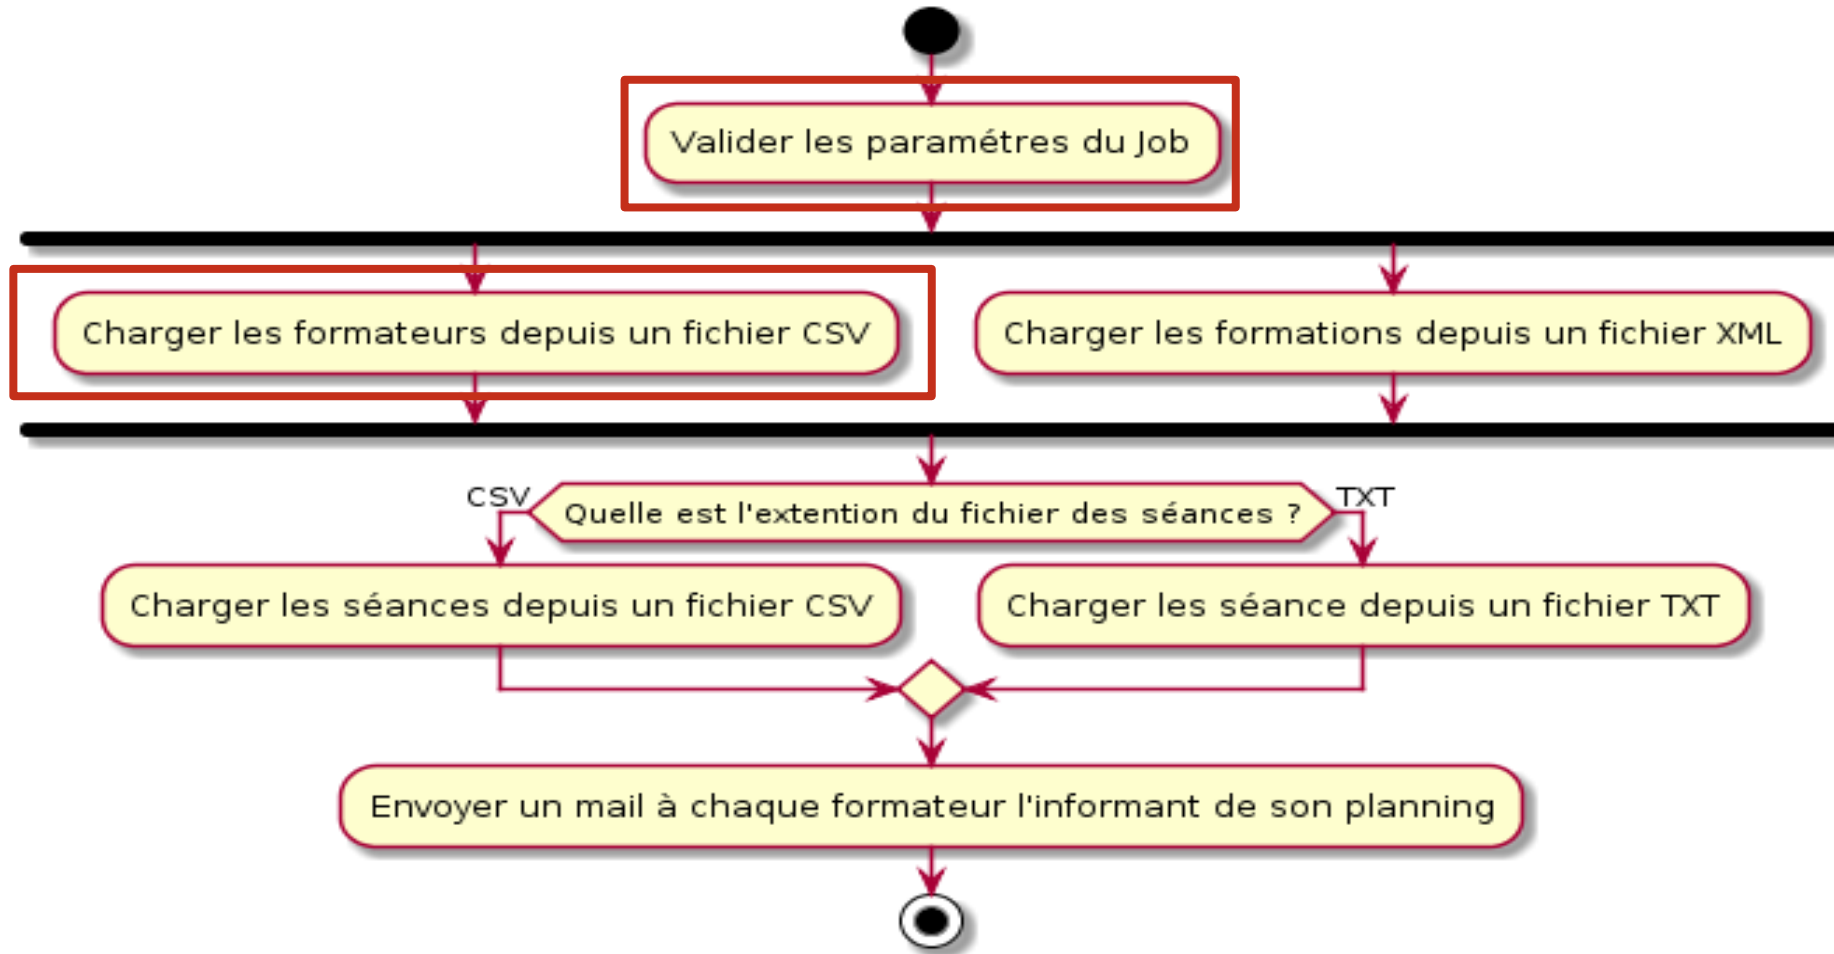 Valider les paramétres du Job
Charger les formateurs depuis un fichier CSV
Charger les formations depuis un fichier XML
CSV
Quelle est l'extention du fichier des séances ?
TXT
Charger les séances depuis un fichier CSV
Charger les séance depuis un fichier TXT
Envoyer un mail à chaque formateur l'informant de son planning